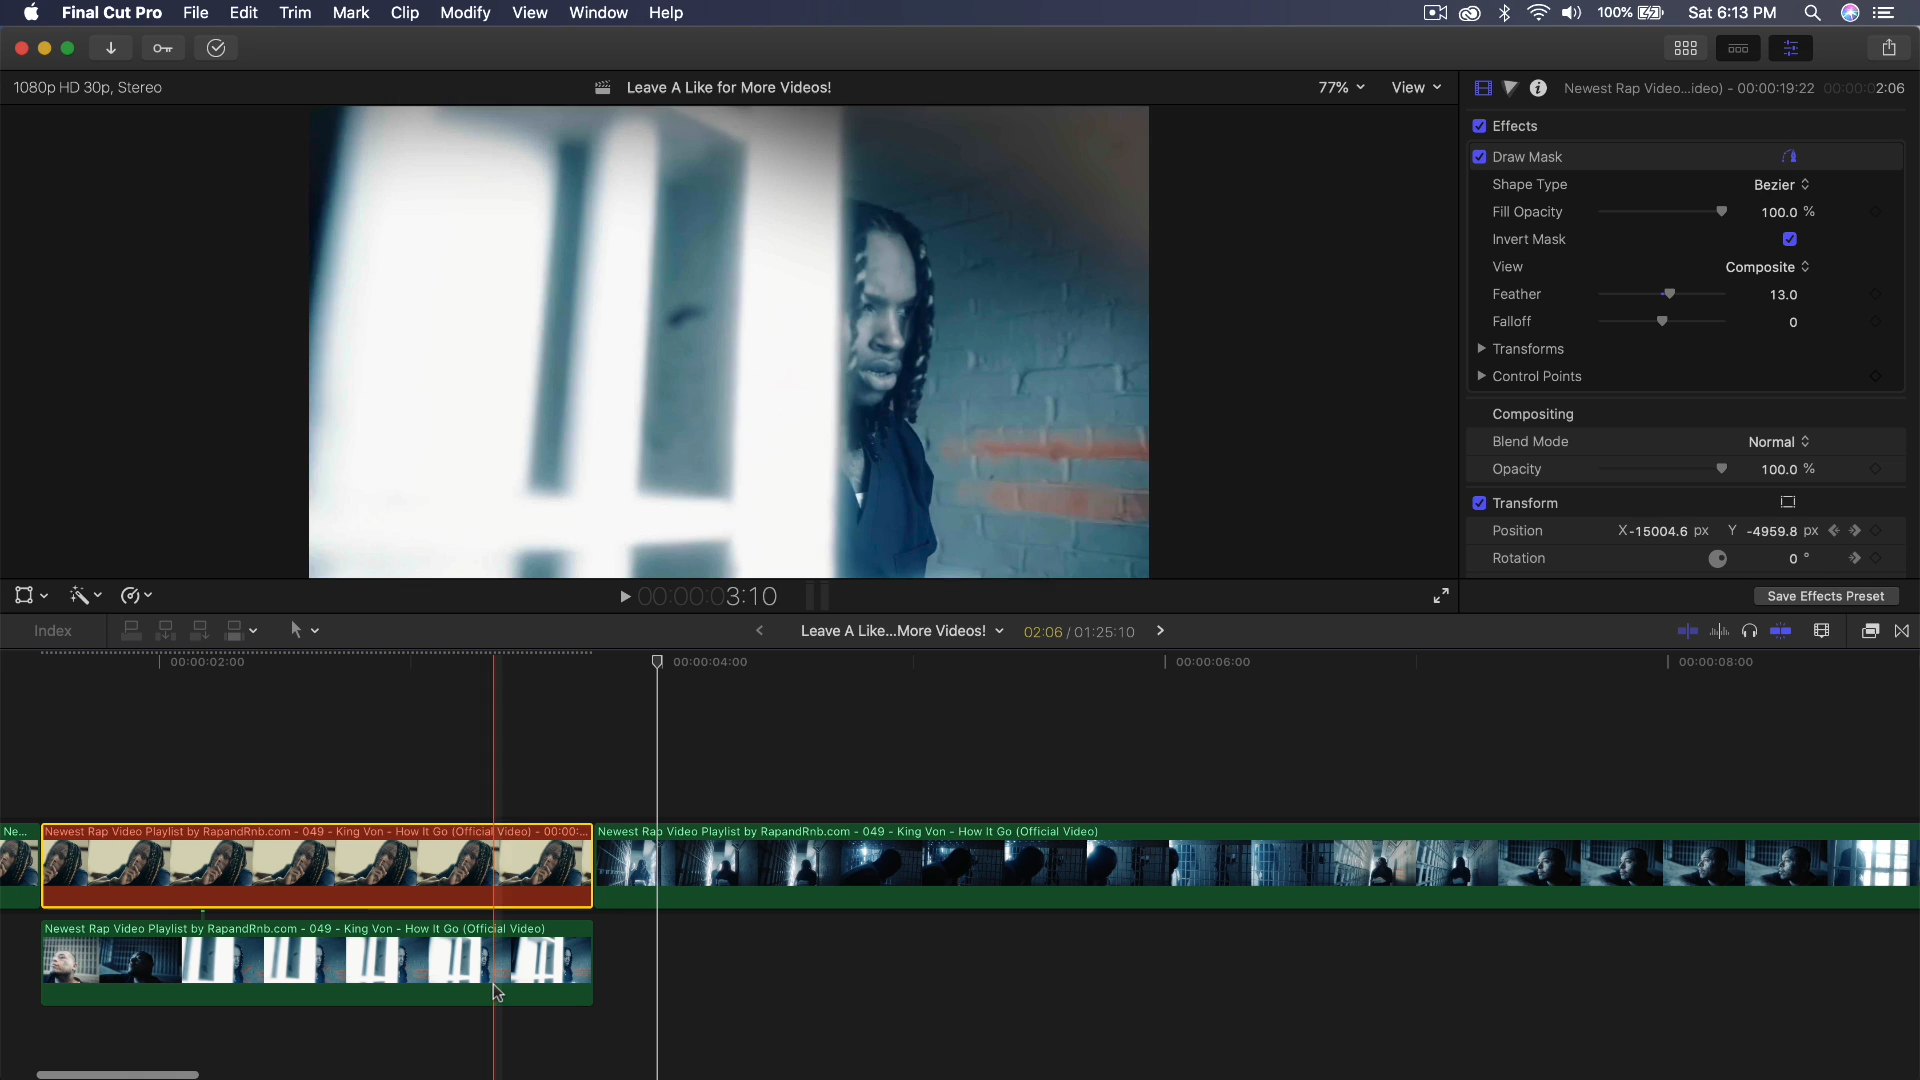 Final Cut Pro File Edit Trim Mark Clip Modify View Window Help 100% Sat 6:13 PM
1080p HD 30p, Stereo Leave A Like for More Videos! 77% View Newest Rap Video...ideo) - 00:00:19:22 00:00:02:06
Effects
Draw Mask
Shape Type Bezier
Fill Opacity 100.0 %
Invert Mask
View Composite
Feather 13.0
Falloff 0
Transforms
Control Points
Compositing
Blend Mode Normal
Opacity 100.0 %
Transform
Position X -15004.6 px Y -4959.8 px
Rotation 0 °
00:00:03:10 Save Effects Preset
Index Leave A Like...More Videos! 02:06 / 01:25:10
00:00:02:00 00:00:04:00 00:00:06:00 00:00:08:00
Ne... Newest Rap Video Playlist by RapandRnb.com - 049 - King Von - How It Go (Official Video) - 00:00:... Newest Rap Video Playlist by RapandRnb.com - 049 - King Von - How It Go (Official Video)
Newest Rap Video Playlist by RapandRnb.com - 049 - King Von - How It Go (Official Video)